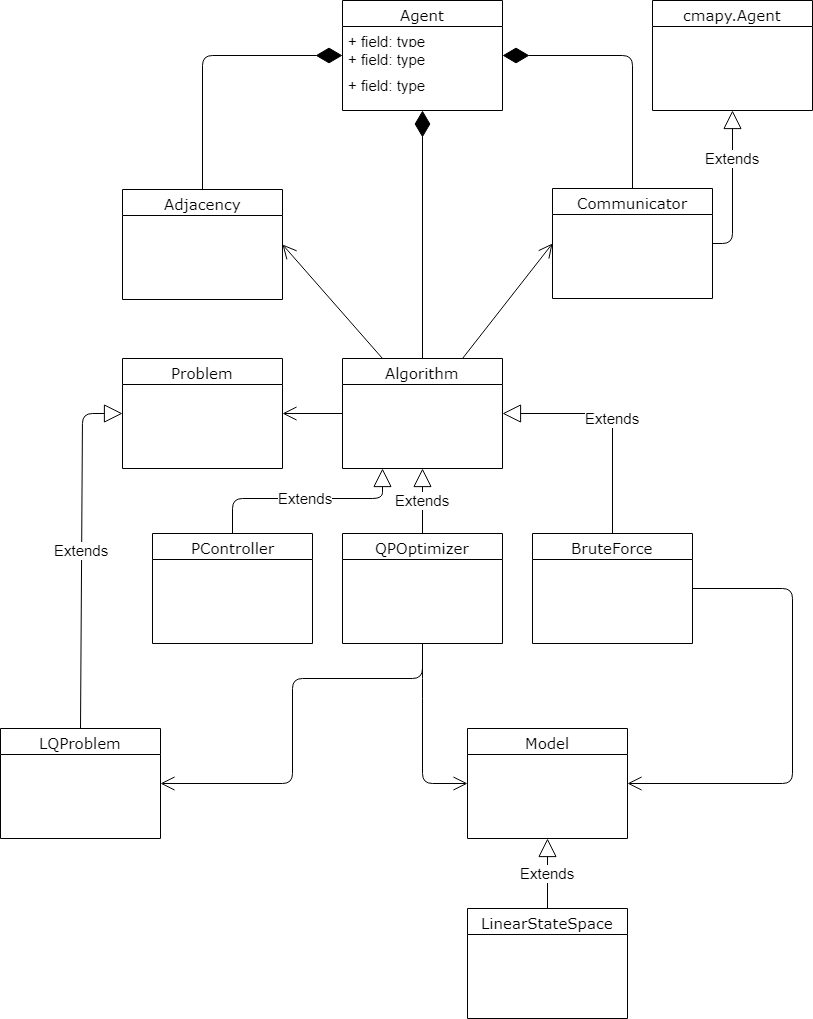 Agent
cmapy.Agent
+ field: type
+ field: type
+ field: type
Extends
Adjacency
Communicator
Problem
Algorithm
Extends
Extends
Extends
PController
QPOptimizer
BruteForce
Extends
LQProblem
Model
Extends
LinearStateSpace